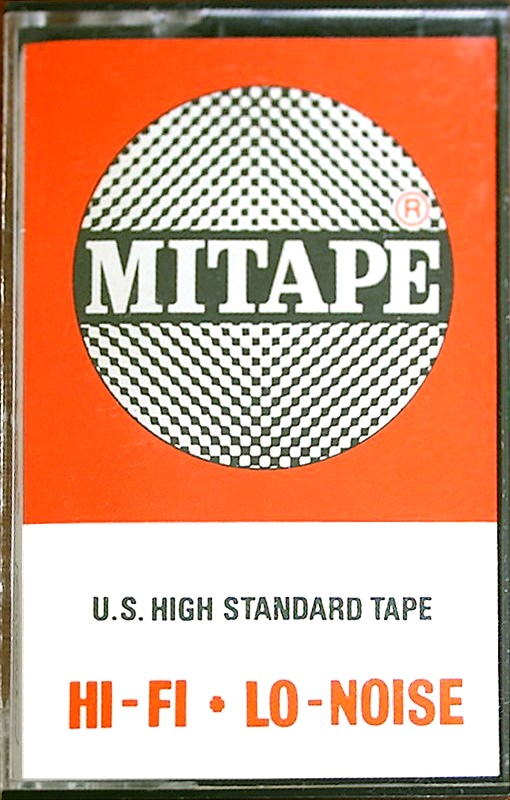 ®
MITAPE
U.S. HIGH STANDARD TAPE
HI-FI • LO-NOISE